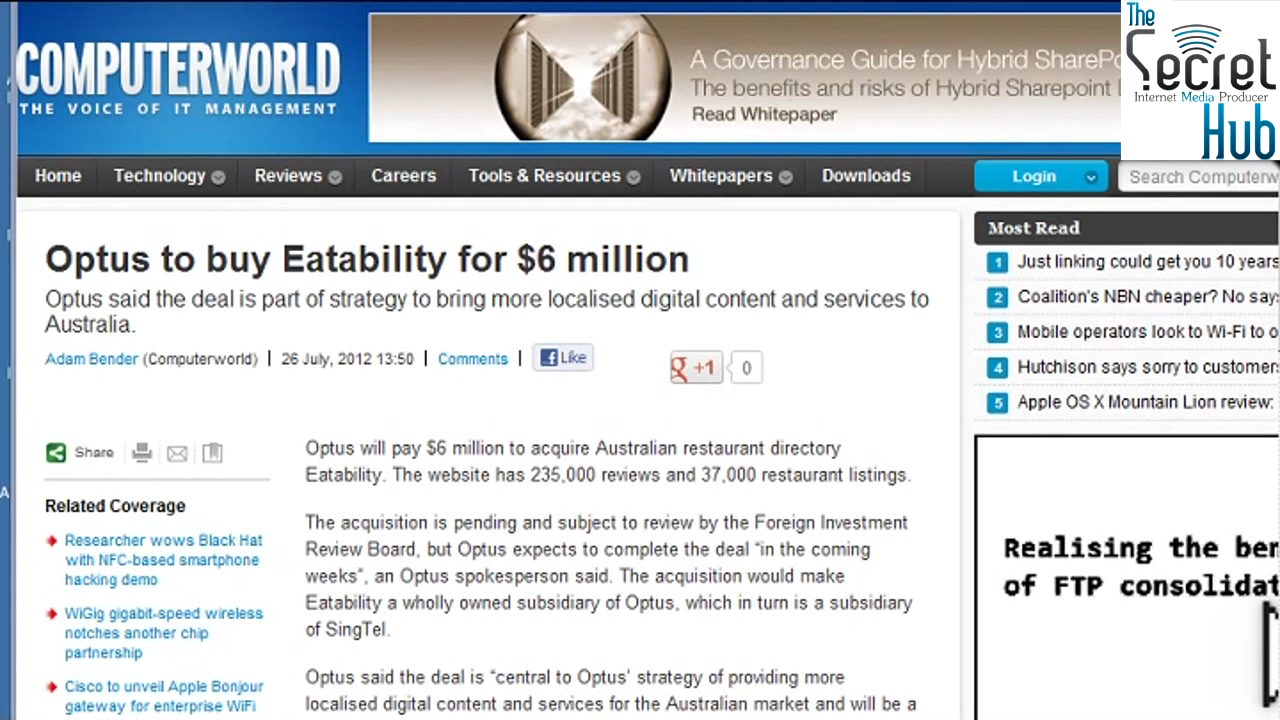 COMPUTERWORLD
THE VOICE OF IT MANAGEMENT
A Governance Guide for Hybrid SharePo
The benefits and risks of Hybrid Sharepoint
Read Whitepaper
The
Secret
Internet Media Producer
Hub
Home
Technology
Reviews
Careers
Tools & Resources
Whitepapers
Downloads
Login
Search Computerw
Optus to buy Eatability for $6 million
Optus said the deal is part of strategy to bring more localised digital content and services to
Australia.
Adam Bender (Computerworld) | 26 July, 2012 13:50 | Comments |
Like
+1
0
Share
Related Coverage
Researcher wows Black Hat
with NFC-based smartphone
hacking demo
WiGig gigabit-speed wireless
notches another chip
partnership
Cisco to unveil Apple Bonjour
gateway for enterprise WiFi
Optus will pay $6 million to acquire Australian restaurant directory
Eatability. The website has 235,000 reviews and 37,000 restaurant listings.
The acquisition is pending and subject to review by the Foreign Investment
Review Board, but Optus expects to complete the deal “in the coming
weeks”, an Optus spokesperson said. The acquisition would make
Eatability a wholly owned subsidiary of Optus, which in turn is a subsidiary
of SingTel.
Optus said the deal is “central to Optus’ strategy of providing more
localised digital content and services for the Australian market and will be a
Most Read
1 Just linking could get you 10 years
2 Coalition's NBN cheaper? No say
3 Mobile operators look to Wi-Fi to o
4 Hutchison says sorry to customer
5 Apple OS X Mountain Lion review:
Realising the ben
of FTP consolidat